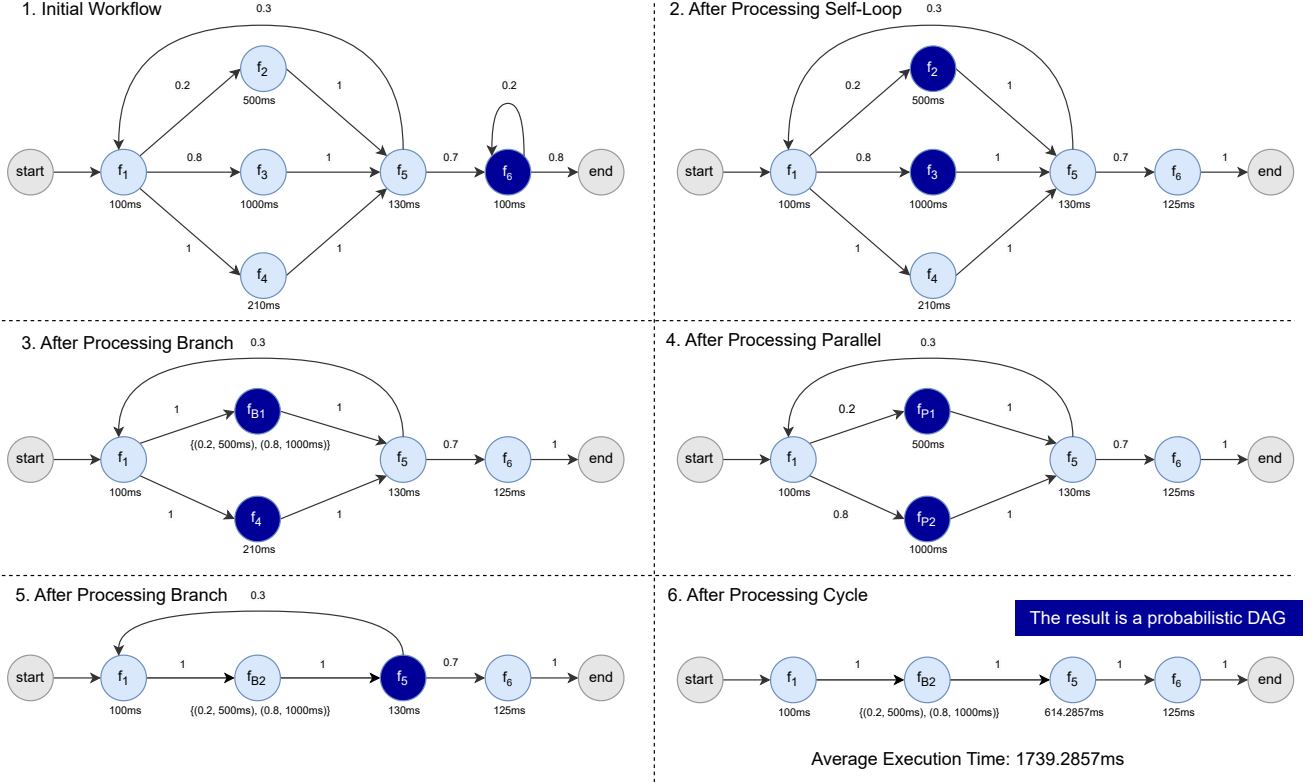 1. Initial Workflow
0.3
f2
500ms
0.2
1
0.2
start
f1
100ms
0.8
f3
1000ms
1
f5
130ms
0.7
f6
100ms
0.8
end
1
f4
210ms
1
2. After Processing Self-Loop
0.3
f2
500ms
0.2
1
start
f1
100ms
0.8
f3
1000ms
1
f5
130ms
0.7
f6
125ms
1
end
1
f4
210ms
1
3. After Processing Branch
0.3
1
fB1
{(0.2, 500ms), (0.8, 1000ms)}
1
start
f1
100ms
f5
130ms
0.7
f6
125ms
1
end
1
f4
210ms
1
4. After Processing Parallel
0.3
0.2
fP1
500ms
1
start
f1
100ms
f5
130ms
0.7
f6
125ms
1
end
0.8
fP2
1000ms
1
5. After Processing Branch
0.3
start
f1
100ms
1
fB2
{(0.2, 500ms), (0.8, 1000ms)}
1
f5
130ms
0.7
f6
125ms
1
end
6. After Processing Cycle
The result is a probabilistic DAG
start
f1
100ms
1
fB2
{(0.2, 500ms), (0.8, 1000ms)}
1
f5
614.2857ms
1
f6
125ms
1
end
Average Execution Time: 1739.2857ms